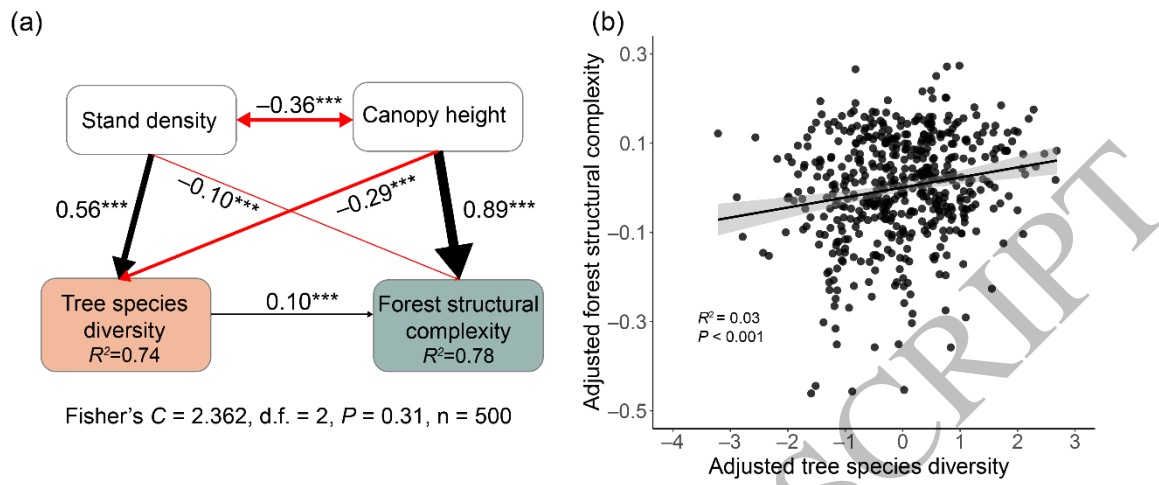 (a)
Stand density
–0.36***
Canopy height
0.56***
–0.10***
–0.29***
0.89***
Tree species
diversity
R²=0.74
0.10***
Forest structural
complexity
R²=0.78
Fisher's C = 2.362, d.f. = 2, P = 0.31, n = 500
(b)
Adjusted forest structural complexity
0.3
0.1
–0.1
–0.3
–0.5
R² = 0.03
P < 0.001
–4 –3 –2 –1 0 1 2 3
Adjusted tree species diversity
SCRIPT